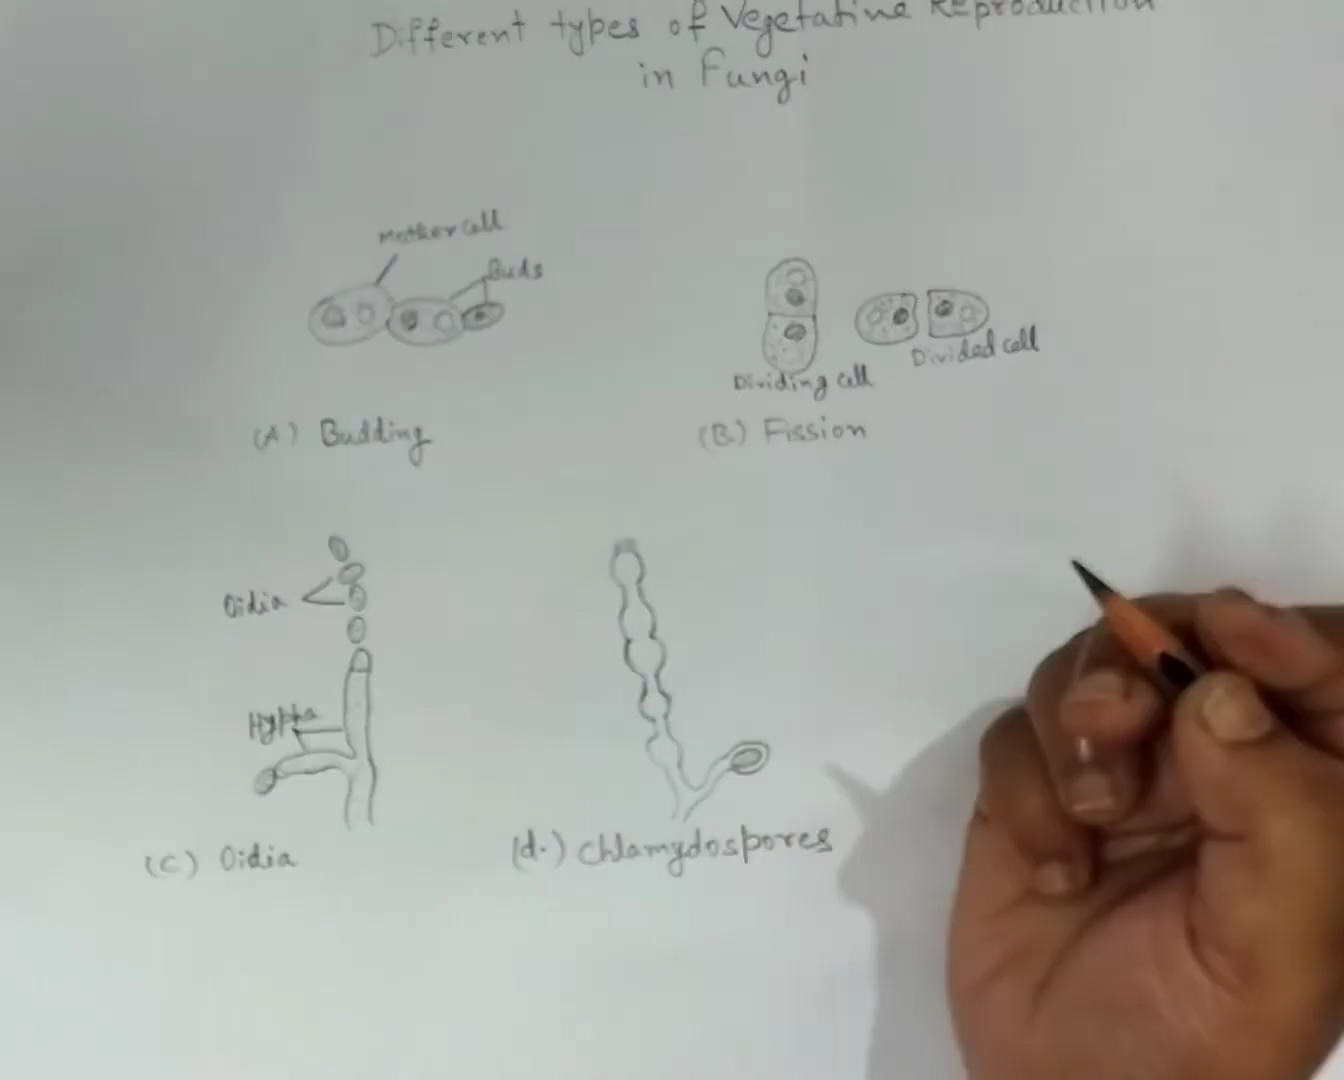 Different types of Vegetative Reproduction
in Fungi
Mother cell
Buds
Dividing cell
Divided cell
(A) Budding
(B.) Fission
Oidia
Hypha
(C) Oidia
(d.) Chlamydospores